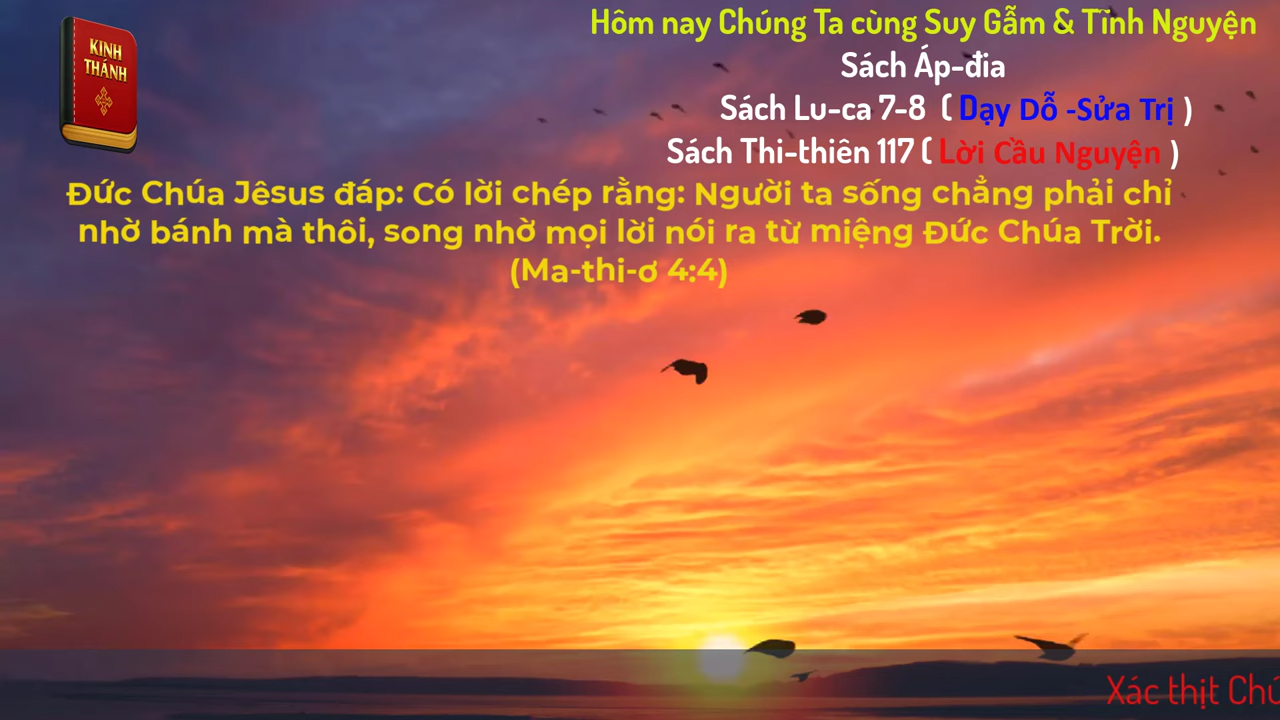 KINH
THÁNH
Hôm nay Chúng Ta cùng Suy Gẫm & Tĩnh Nguyện
Sách Áp-đia
Sách Lu-ca 7-8 ( Dạy Dỗ -Sửa Trị )
Sách Thi-thiên 117 ( Lời Cầu Nguyện )
Đức Chúa Jêsus đáp: Có lời chép rằng: Người ta sống chẳng phải chỉ
nhờ bánh mà thôi, song nhờ mọi lời nói ra từ miệng Đức Chúa Trời.
(Ma-thi-ơ 4:4)
Xác thịt